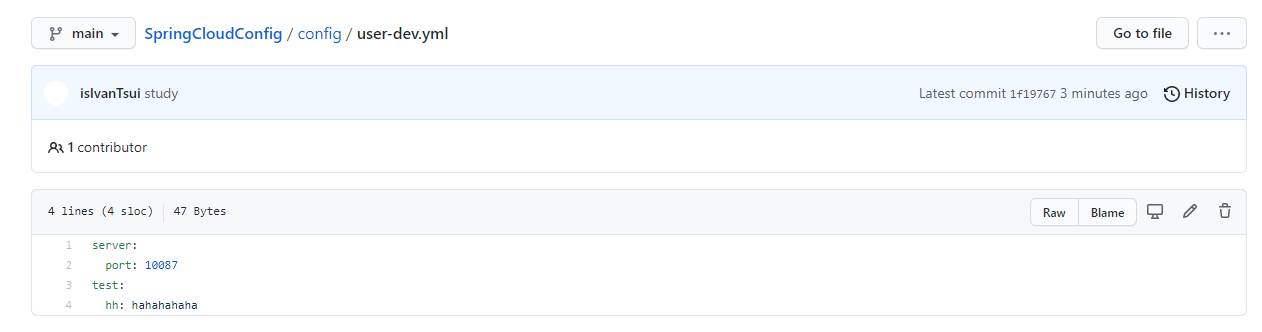 main SpringCloudConfig / config / user-dev.yml Go to file ...
isIvanTsui study Latest commit 1f19767 3 minutes ago History
1 contributor
4 lines (4 sloc) 47 Bytes Raw Blame
1 server:
2 port: 10087
3 test:
4 hh: hahahahaha